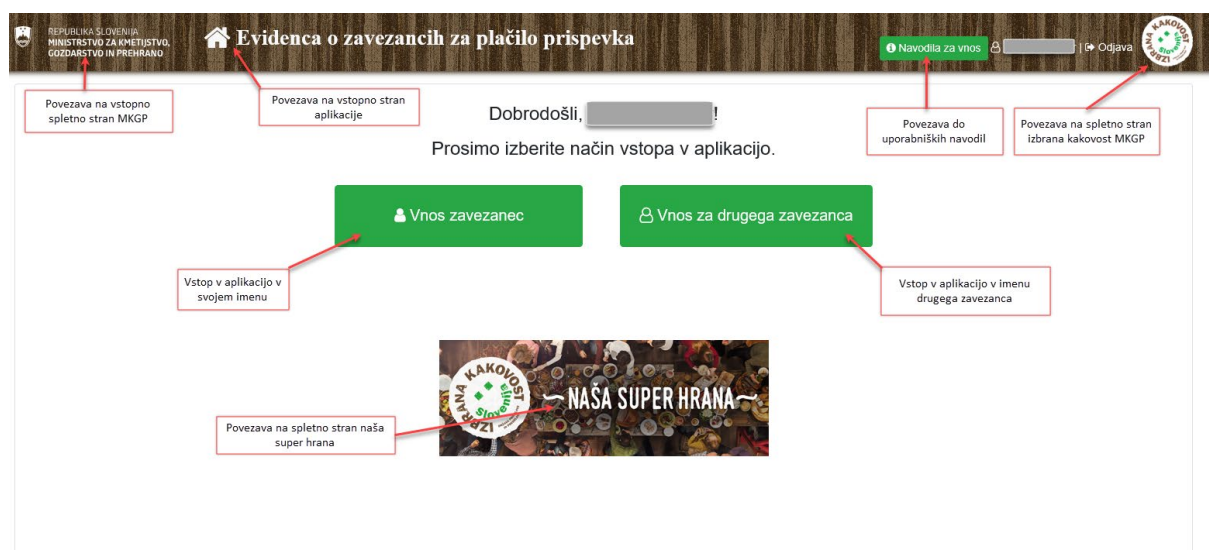 REPUBLIKA SLOVENIJA
MINISTRSTVO ZA KMETIJSTVO,
GOZDARSTVO IN PREHRANO
Evidenca o zavezancih za plačilo prispevka
Navodila za vnos
| Odjava
IZBRANA KAKOVOST
Slovenija
Povezava na vstopno
spletno stran MKGP
Povezava na vstopno stran
aplikacije
Povezava do
uporabniških navodil
Povezava na spletno stran
izbrana kakovost MKGP
Dobrodošli, !
Prosimo izberite način vstopa v aplikacijo.
Vnos zavezanec
Vnos za drugega zavezanca
Vstop v aplikacijo v
svojem imenu
Vstop v aplikacijo v imenu
drugega zavezanca
IZBRANA KAKOVOST
Slovenija
~NAŠA SUPER HRANA~
Povezava na spletno stran naša
super hrana